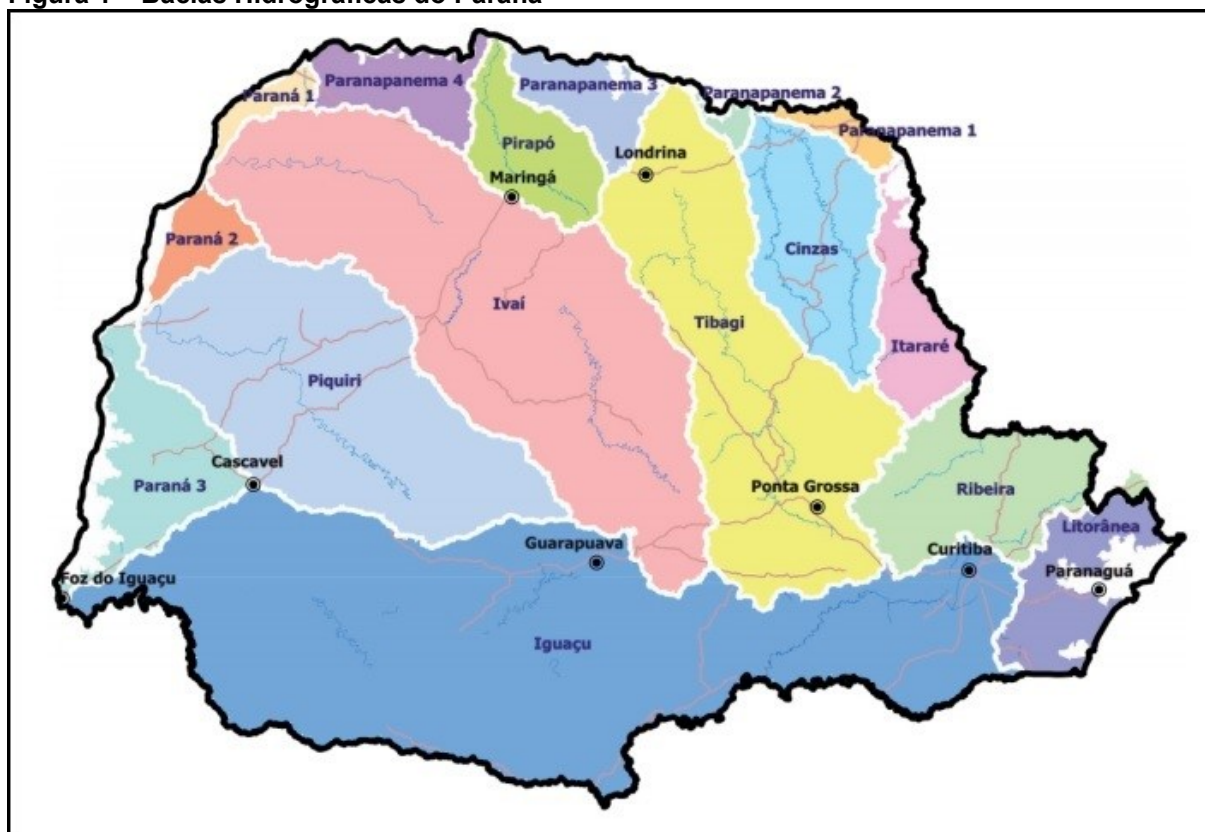 Figura 1 – Bacias Hidrográficas do Paraná
Paraná 1
Paranapanema 4
Paranapanema 3
Paranapanema 2
Paranapanema 1
Pirapó
Londrina
Maringá
Paraná 2
Cinzas
Ivaí
Tibagi
Itararé
Piquiri
Cascavel
Paraná 3
Ponta Grossa
Ribeira
Litorânea
Guarapuava
Curitiba
Foz do Iguaçu
Paranaguá
Iguaçu